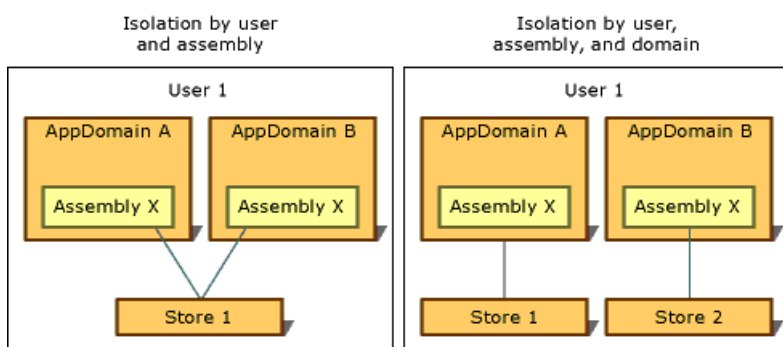 Isolation by user
and assembly
User 1
AppDomain A
AppDomain B
Assembly X
Assembly X
Store 1
Isolation by user,
assembly, and domain
User 1
AppDomain A
AppDomain B
Assembly X
Assembly X
Store 1
Store 2